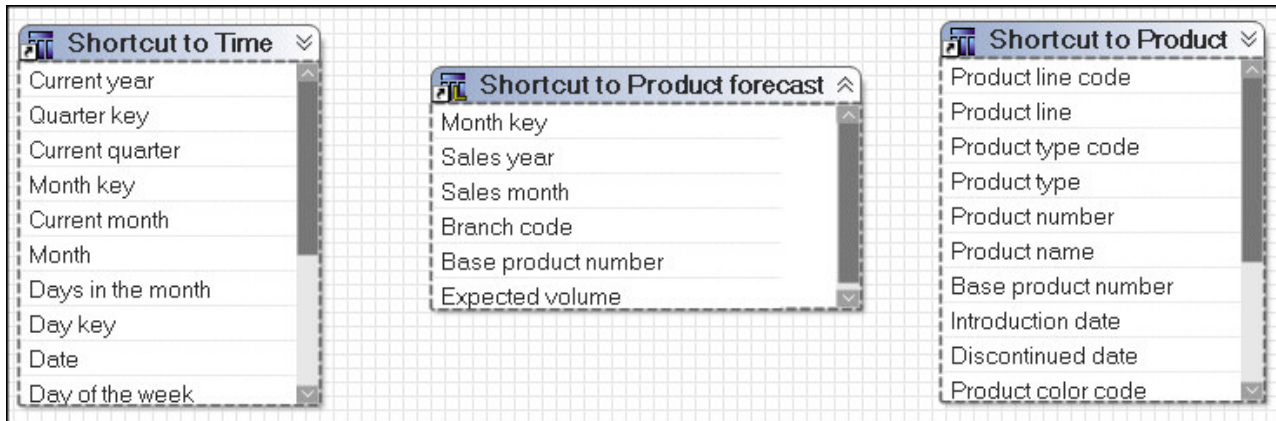 Shortcut to Time
Current year
Quarter key
Current quarter
Month key
Current month
Month
Days in the month
Day key
Date
Day of the week
Shortcut to Product forecast
Month key
Sales year
Sales month
Branch code
Base product number
Expected volume
Shortcut to Product
Product line code
Product line
Product type code
Product type
Product number
Product name
Base product number
Introduction date
Discontinued date
Product color code